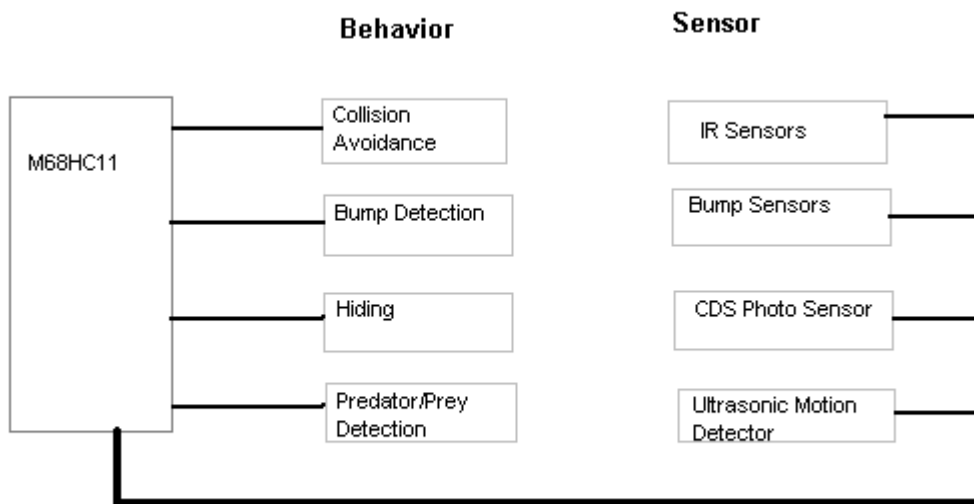 Behavior
Sensor
M68HC11
Collision
Avoidance
IR Sensors
Bump Detection
Bump Sensors
Hiding
CDS Photo Sensor
Predator/Prey
Detection
Ultrasonic Motion
Detector